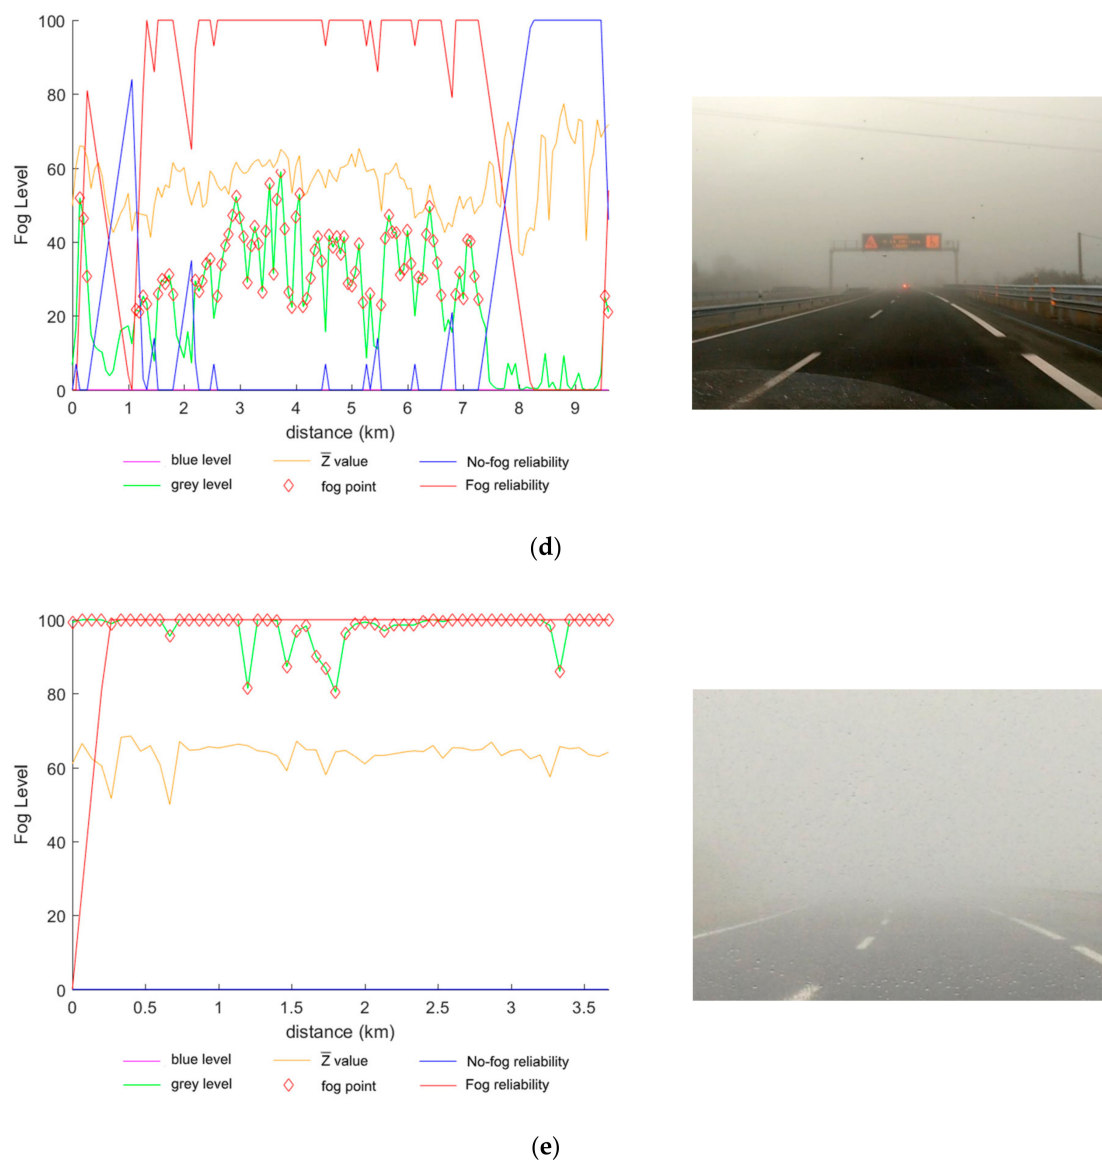 100
80
60
40
20
0
Fog Level
0 1 2 3 4 5 6 7 8 9
distance (km)
blue level Z̅ value No-fog reliability
grey level fog point Fog reliability
(d)
100
80
60
40
20
0
Fog Level
0 0.5 1 1.5 2 2.5 3 3.5
distance (km)
blue level Z̅ value No-fog reliability
grey level fog point Fog reliability
(e)